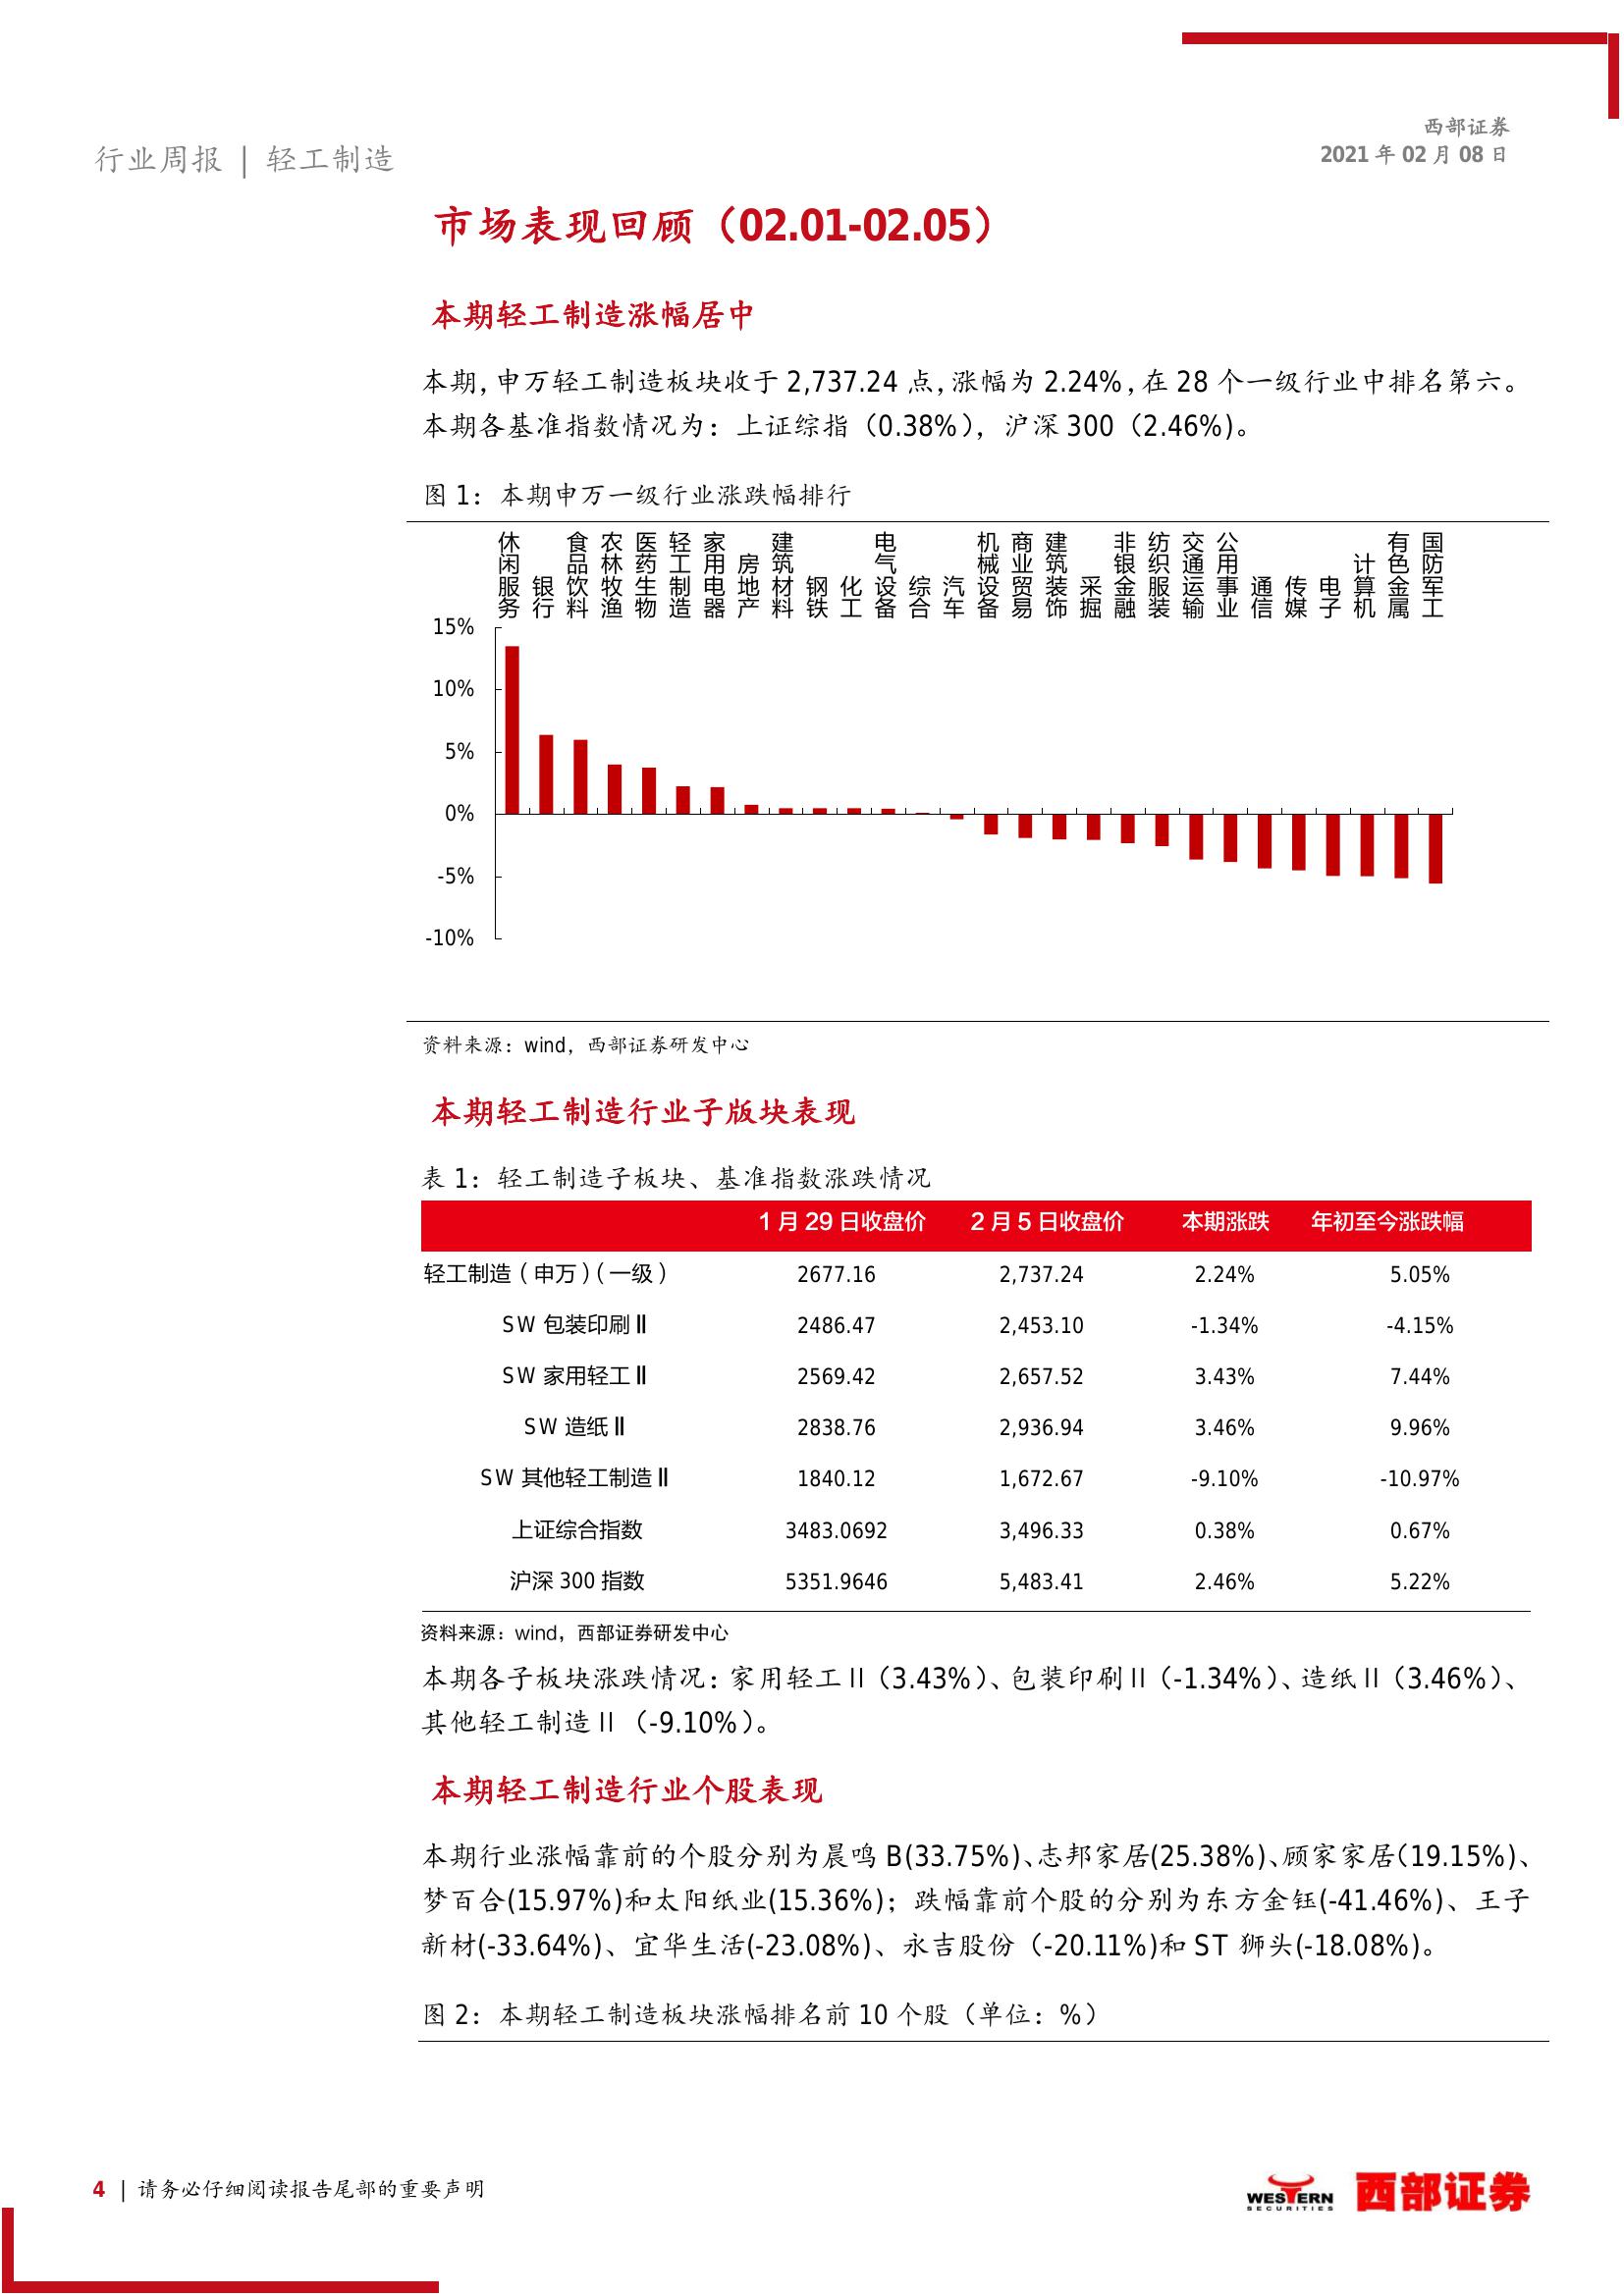 西部证券
2021 年 02 月 08 日
行业周报 | 轻工制造
市场表现回顾（02.01-02.05）
本期轻工制造涨幅居中
本期，申万轻工制造板块收于 2,737.24 点，涨幅为 2.24%，在 28 个一级行业中排名第六。
本期各基准指数情况为：上证综指（0.38%），沪深 300（2.46%)。
图 1：本期申万一级行业涨跌幅排行
休闲服务 银行 食品饮料 农林牧渔 医药生物 轻工制造 家用电器 房地产 建筑材料 钢铁 化工 电气设备 综合 汽车 机械设备 商业贸易 建筑装饰 采掘 非银金融 纺织服装 交通运输 公用事业 通信 传媒 电子 计算机 有色金属 国防军工
15%
10%
5%
0%
-5%
-10%
资料来源：wind，西部证券研发中心
本期轻工制造行业子版块表现
表 1：轻工制造子板块、基准指数涨跌情况
1 月 29 日收盘价 2 月 5 日收盘价 本期涨跌 年初至今涨跌幅
轻工制造（申万）（一级） 2677.16 2,737.24 2.24% 5.05%
SW 包装印刷Ⅱ 2486.47 2,453.10 -1.34% -4.15%
SW 家用轻工Ⅱ 2569.42 2,657.52 3.43% 7.44%
SW 造纸Ⅱ 2838.76 2,936.94 3.46% 9.96%
SW 其他轻工制造Ⅱ 1840.12 1,672.67 -9.10% -10.97%
上证综合指数 3483.0692 3,496.33 0.38% 0.67%
沪深 300 指数 5351.9646 5,483.41 2.46% 5.22%
资料来源：wind，西部证券研发中心
本期各子板块涨跌情况：家用轻工Ⅱ（3.43%）、包装印刷Ⅱ（-1.34%）、造纸Ⅱ（3.46%）、
其他轻工制造Ⅱ（-9.10%）。
本期轻工制造行业个股表现
本期行业涨幅靠前的个股分别为晨鸣 B(33.75%)、志邦家居(25.38%)、顾家家居（19.15%)、
梦百合(15.97%)和太阳纸业(15.36%)；跌幅靠前个股的分别为东方金钰(-41.46%)、王子
新材(-33.64%)、宜华生活(-23.08%)、永吉股份（-20.11%)和 ST 狮头(-18.08%)。
图 2：本期轻工制造板块涨幅排名前 10 个股（单位：%）
4 | 请务必仔细阅读报告尾部的重要声明
WESTERN
SECURITIES
西部证券